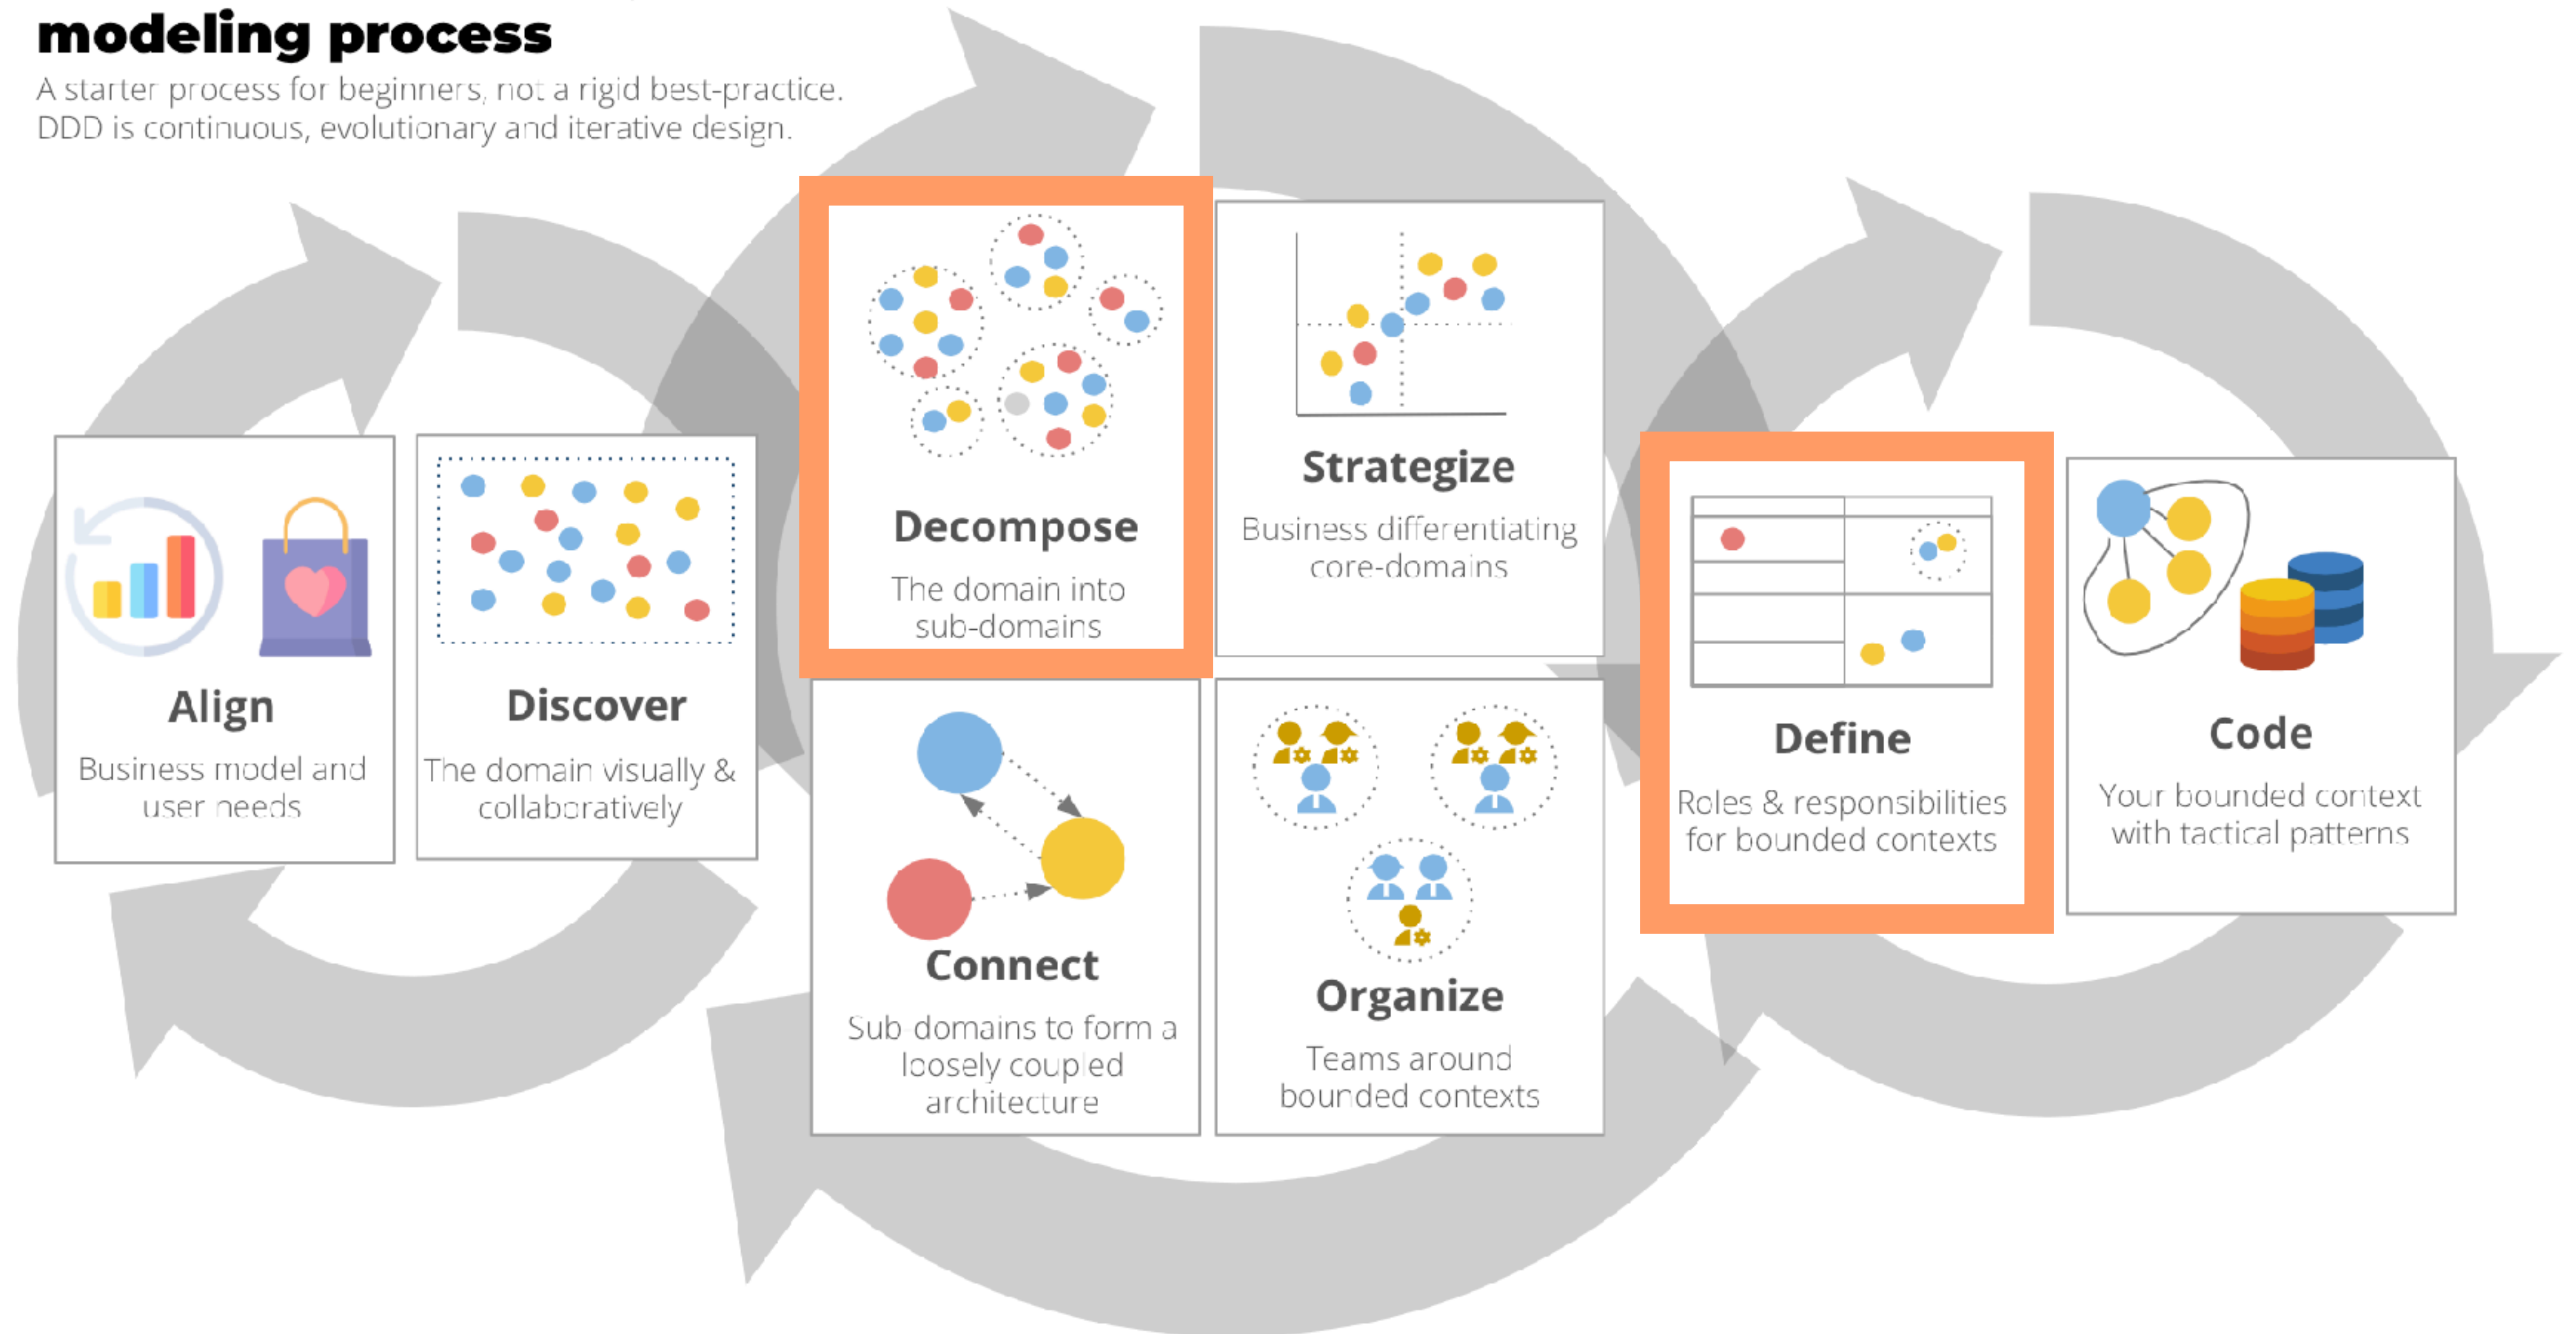 modeling process
A starter process for beginners, not a rigid best-practice.
DDD is continuous, evolutionary and iterative design.
Align
Business model and
user needs
Discover
The domain visually &
collaboratively
Decompose
The domain into
sub-domains
Strategize
Business differentiating
core-domains
Connect
Sub-domains to form a
loosely coupled
architecture
Organize
Teams around
bounded contexts
Define
Roles & responsibilities
for bounded contexts
Code
Your bounded context
with tactical patterns